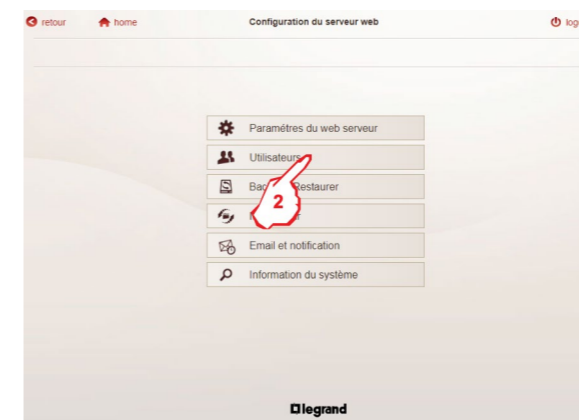 retour home Configuration du serveur web
Paramétres du web serveur
Utilisateurs
Restaurer
2
Email et notification
Information du système
legrand